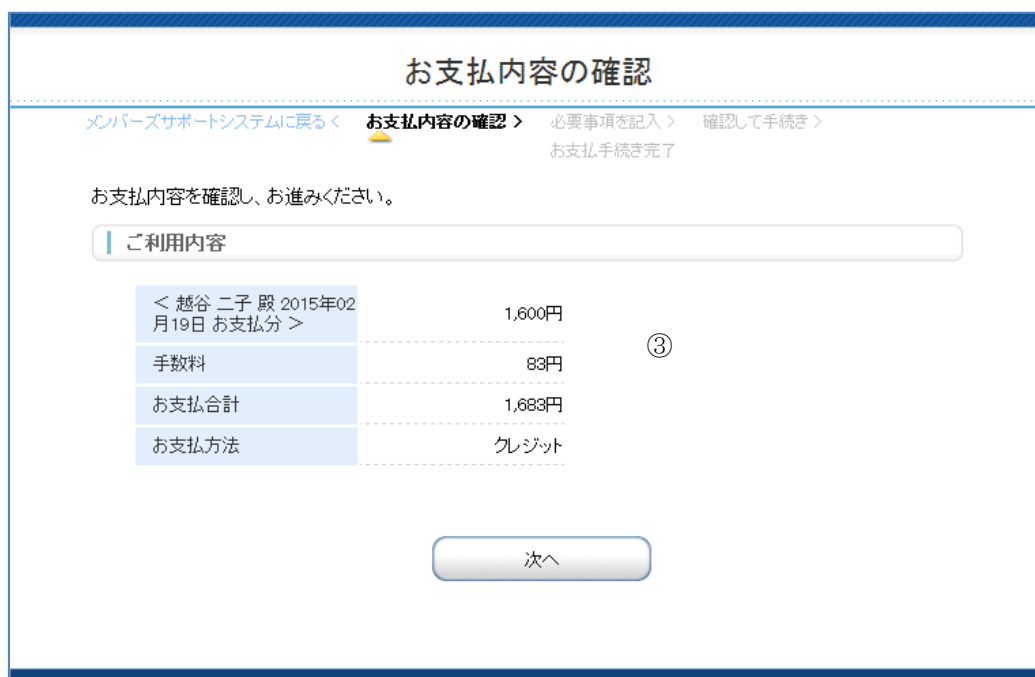 お支払内容の確認
メンバーズサポートシステムに戻る < お支払内容の確認 > 必要事項を記入 > 確認して手続き >
お支払手続き完了
お支払内容を確認し、お進みください。
ご利用内容
＜ 越谷 二子 殿 2015年02
月19日 お支払分 ＞
1,600円
③
手数料 83円
お支払合計 1,683円
お支払方法 クレジット
次へ